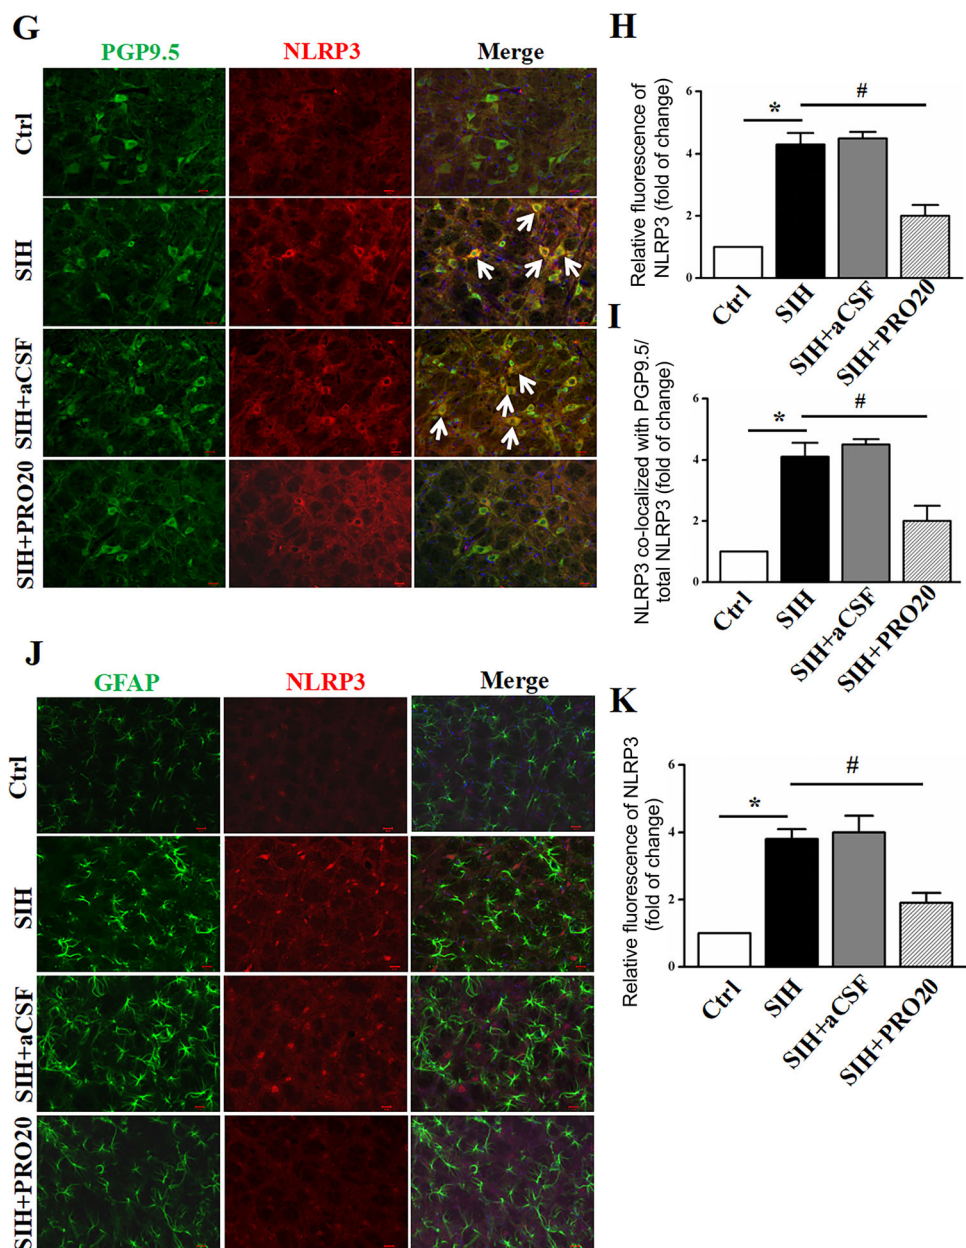 G
PGP9.5 NLRP3 Merge
Ctrl
SIH
SIH+aCSF
SIH+PRO20
H
Relative fluorescence of
NLRP3 (fold of change)
6
4
2
0
*
#
Ctrl
SIH
SIH+aCSF
SIH+PRO20
I
NLRP3 co-localized with PGP9.5/
total NLRP3 (fold of change)
6
4
2
0
*
#
Ctrl
SIH
SIH+aCSF
SIH+PRO20
J
GFAP NLRP3 Merge
Ctrl
SIH
SIH+aCSF
SIH+PRO20
K
Relative fluorescence of NLRP3
(fold of change)
6
4
2
0
*
#
Ctrl
SIH
SIH+aCSF
SIH+PRO20